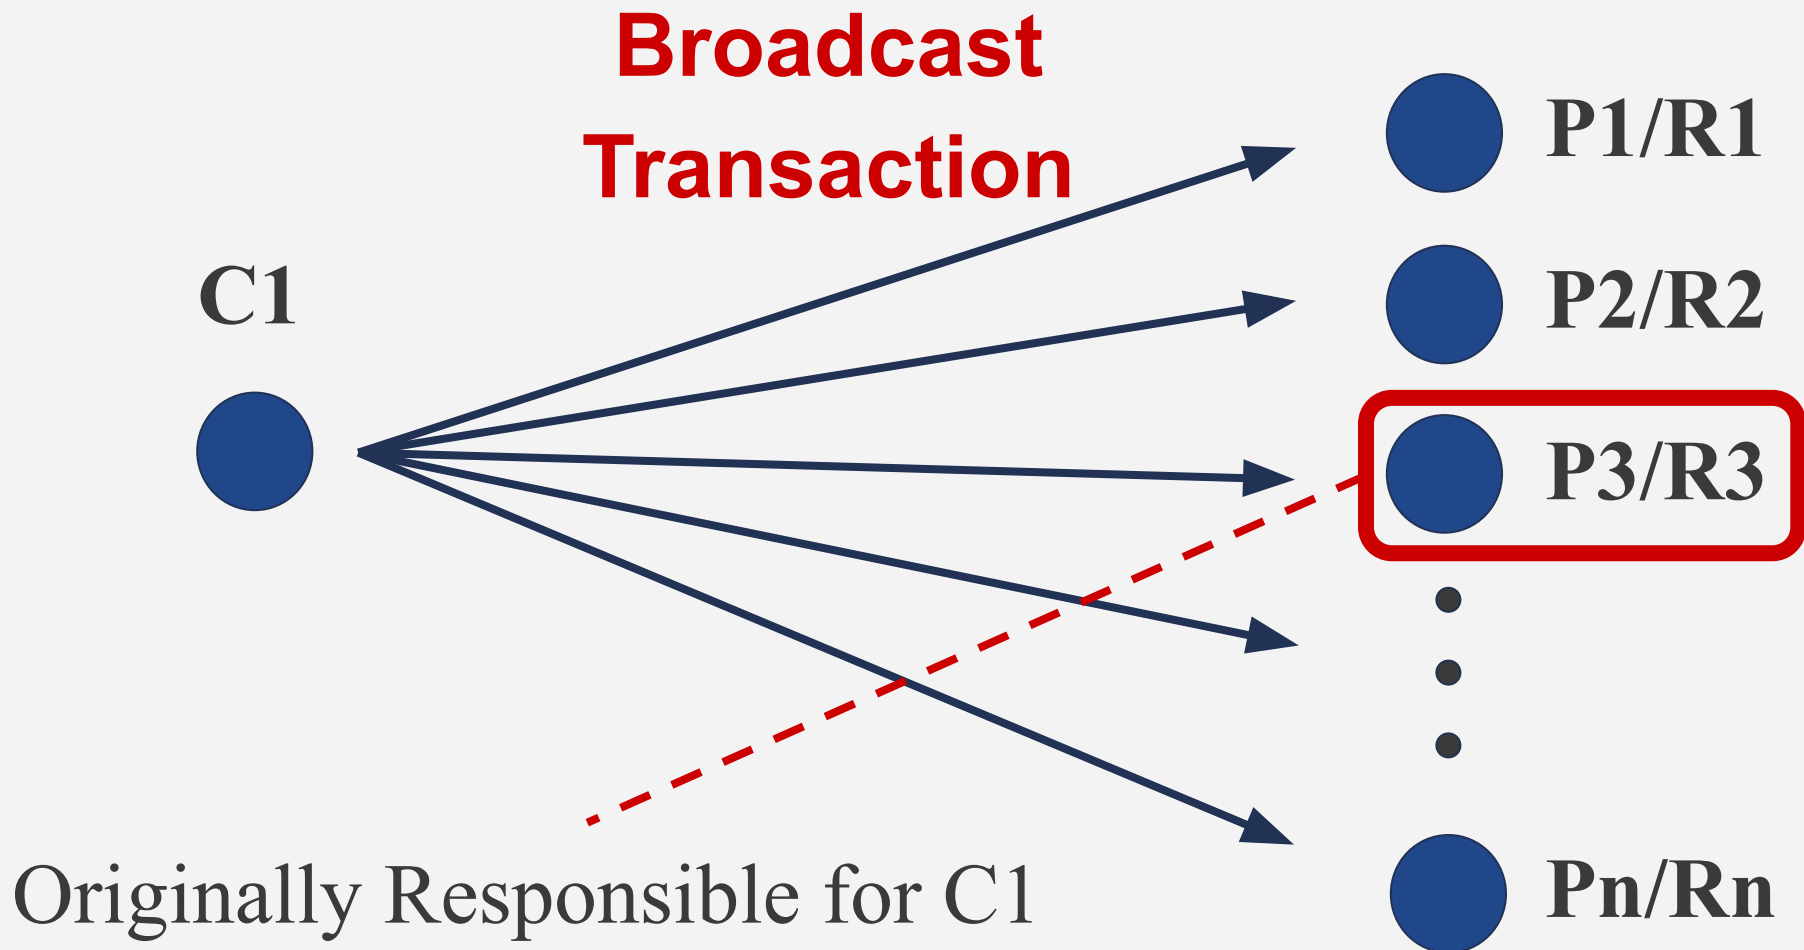 Broadcast
Transaction
P1/R1
C1
P2/R2
P3/R3
Originally Responsible for C1
Pn/Rn